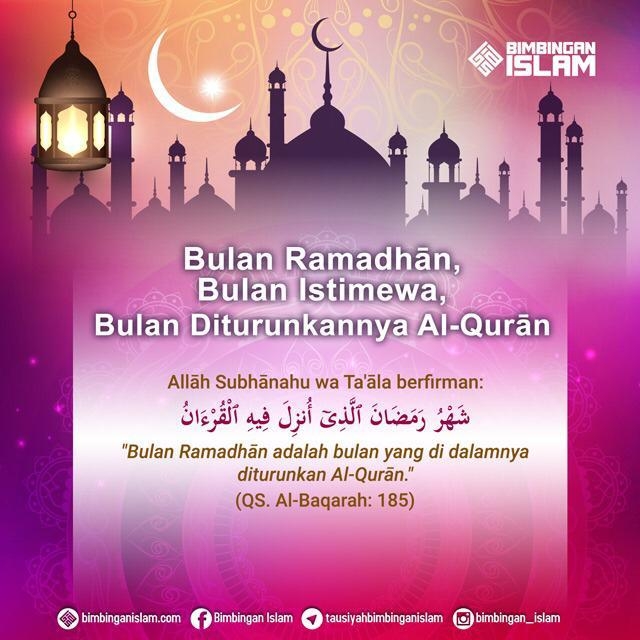 BIMBINGAN
ISLAM
Bulan Ramadhān,
Bulan Istimewa,
Bulan Diturunkannya Al-Qurān
Allāh Subhānahu wa Ta'āla berfirman:
شَهْرُ رَمَضَانَ ٱلَّذِىٓ أُنزِلَ فِيهِ ٱلْقُرْءَانُ
"Bulan Ramadhān adalah bulan yang di dalamnya
diturunkan Al-Qurān."
(QS. Al-Baqarah: 185)
bimbinganislam.com Bimbingan Islam tausiyahbimbinganislam bimbingan_islam